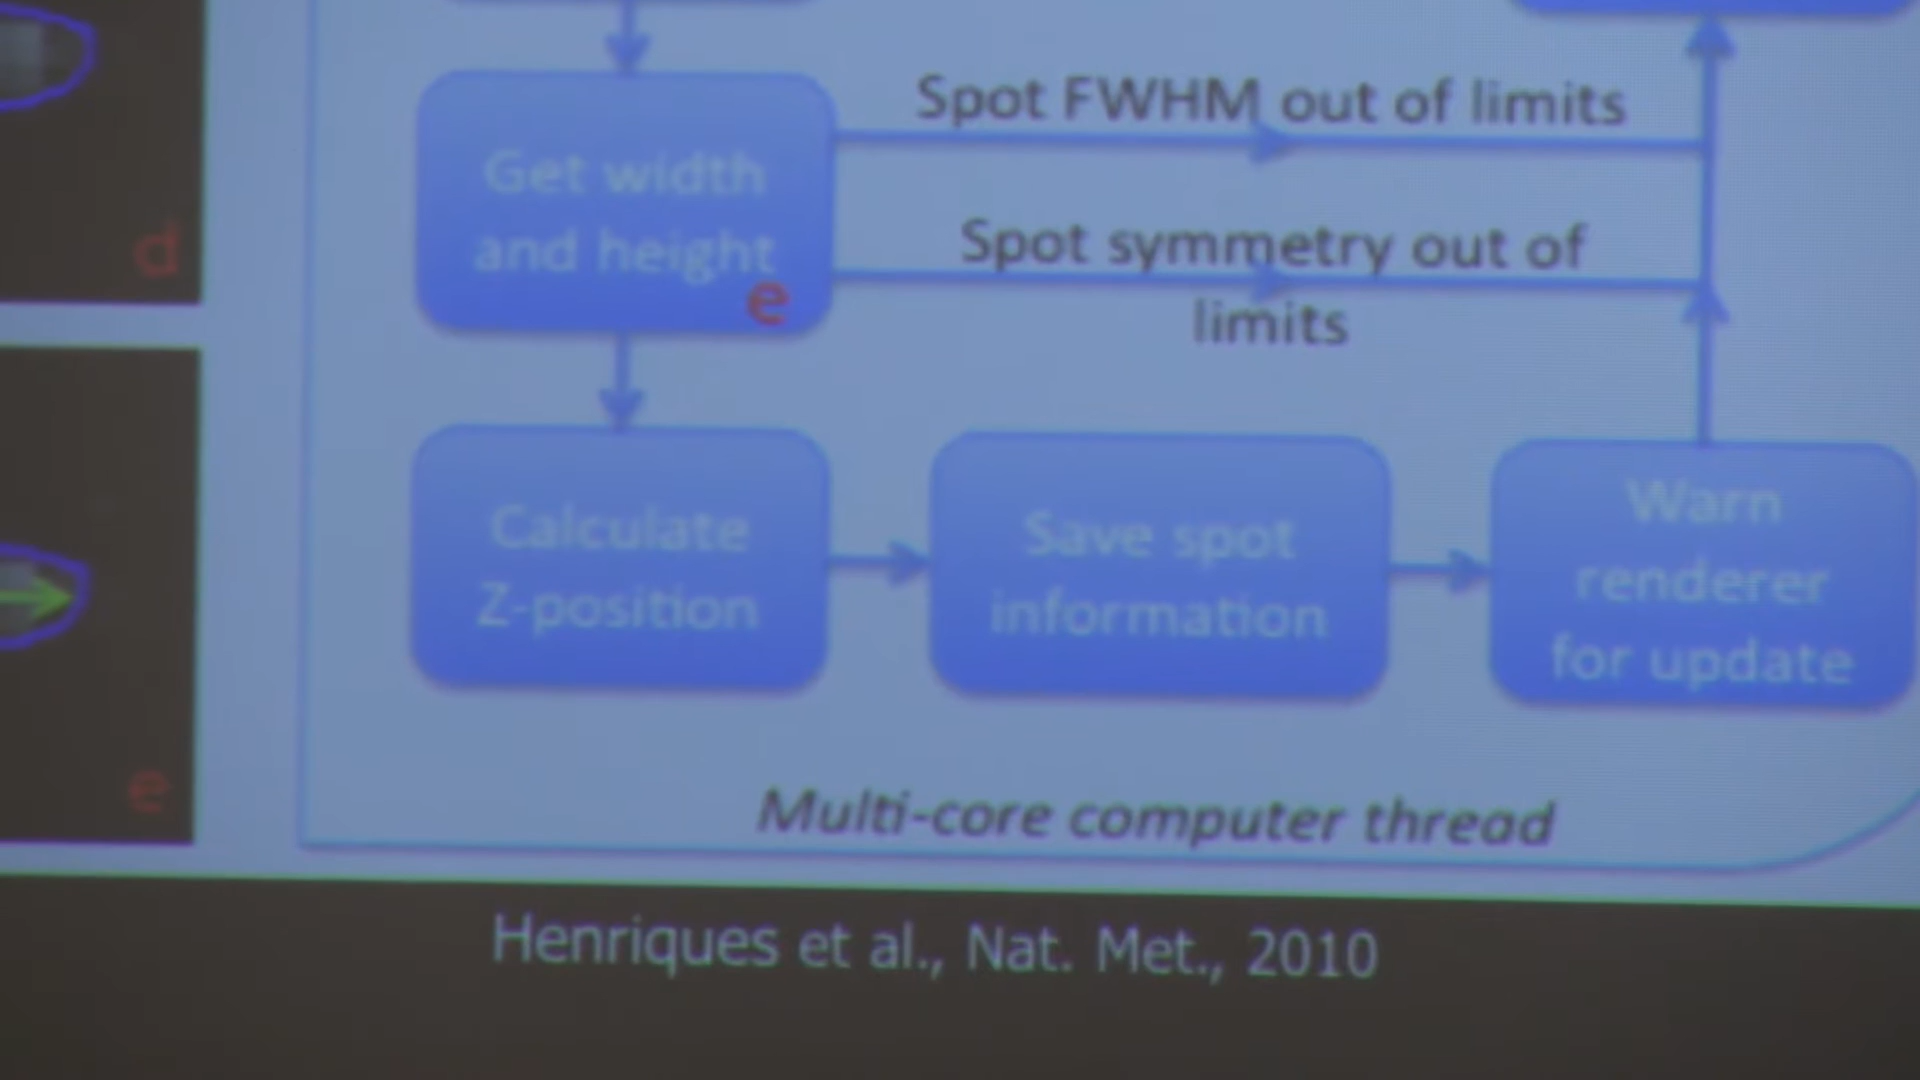 Spot FWHM out of limits
Get width
and height
e
d
Spot symmetry out of
limits
Calculate
Z-position
Save spot
information
Warn
renderer
for update
e
Multi-core computer thread
Henriques et al., Nat. Met., 2010